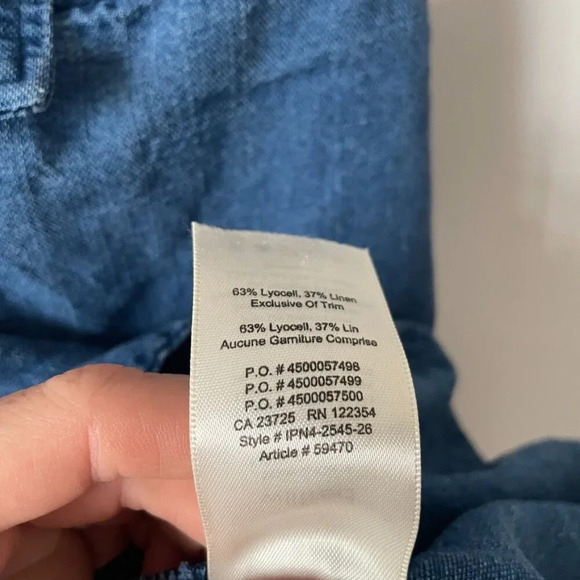 63% Lyocell, 37% Linen
Exclusive Of Trim
63% Lyocell, 37% Lin
Aucune Garniture Comprise
P.O. # 4500057498
P.O. # 4500057499
P.O. # 4500057500
CA 23725 RN 122354
Style # IPN4-2545-26
Article # 59470